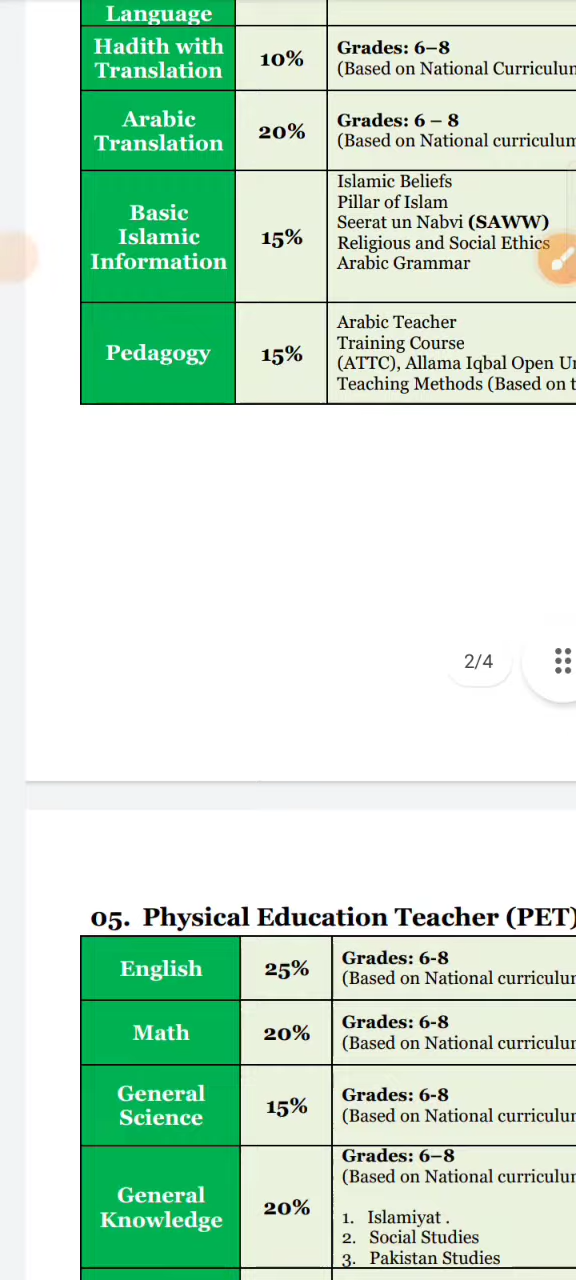 Language
Hadith with
Translation
10%
Grades: 6–8
(Based on National Curriculum
Arabic
Translation
20%
Grades: 6 – 8
(Based on National curriculum
Basic
Islamic
Information
15%
Islamic Beliefs
Pillar of Islam
Seerat un Nabvi (SAWW)
Religious and Social Ethics
Arabic Grammar
Pedagogy
15%
Arabic Teacher
Training Course
(ATTC), Allama Iqbal Open
Teaching Methods (Based on
2/4
05. Physical Education Teacher (PET)
English
25%
Grades: 6-8
(Based on National curriculum
Math
20%
Grades: 6-8
(Based on National curriculum
General
Science
15%
Grades: 6-8
(Based on National curriculum
General
Knowledge
20%
Grades: 6–8
(Based on National curriculum
1. Islamiyat .
2. Social Studies
3. Pakistan Studies